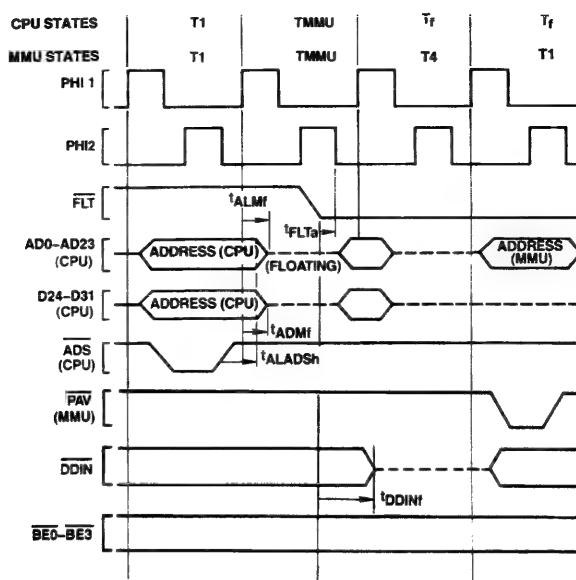 CPU STATES T1 TMMU Tf Tf
MMU STATES T1 TMMU T4 T1
PHI 1
PHI2
FLT
tALMf
tFLTa
AD0–AD23 ADDRESS (CPU) (FLOATING) ADDRESS
(CPU) (MMU)
D24–D31 ADDRESS (CPU)
(CPU)
tADMf
ADS
(CPU)
tALADSh
PAV
(MMU)
DDIN
tDDINf
BE0–BE3